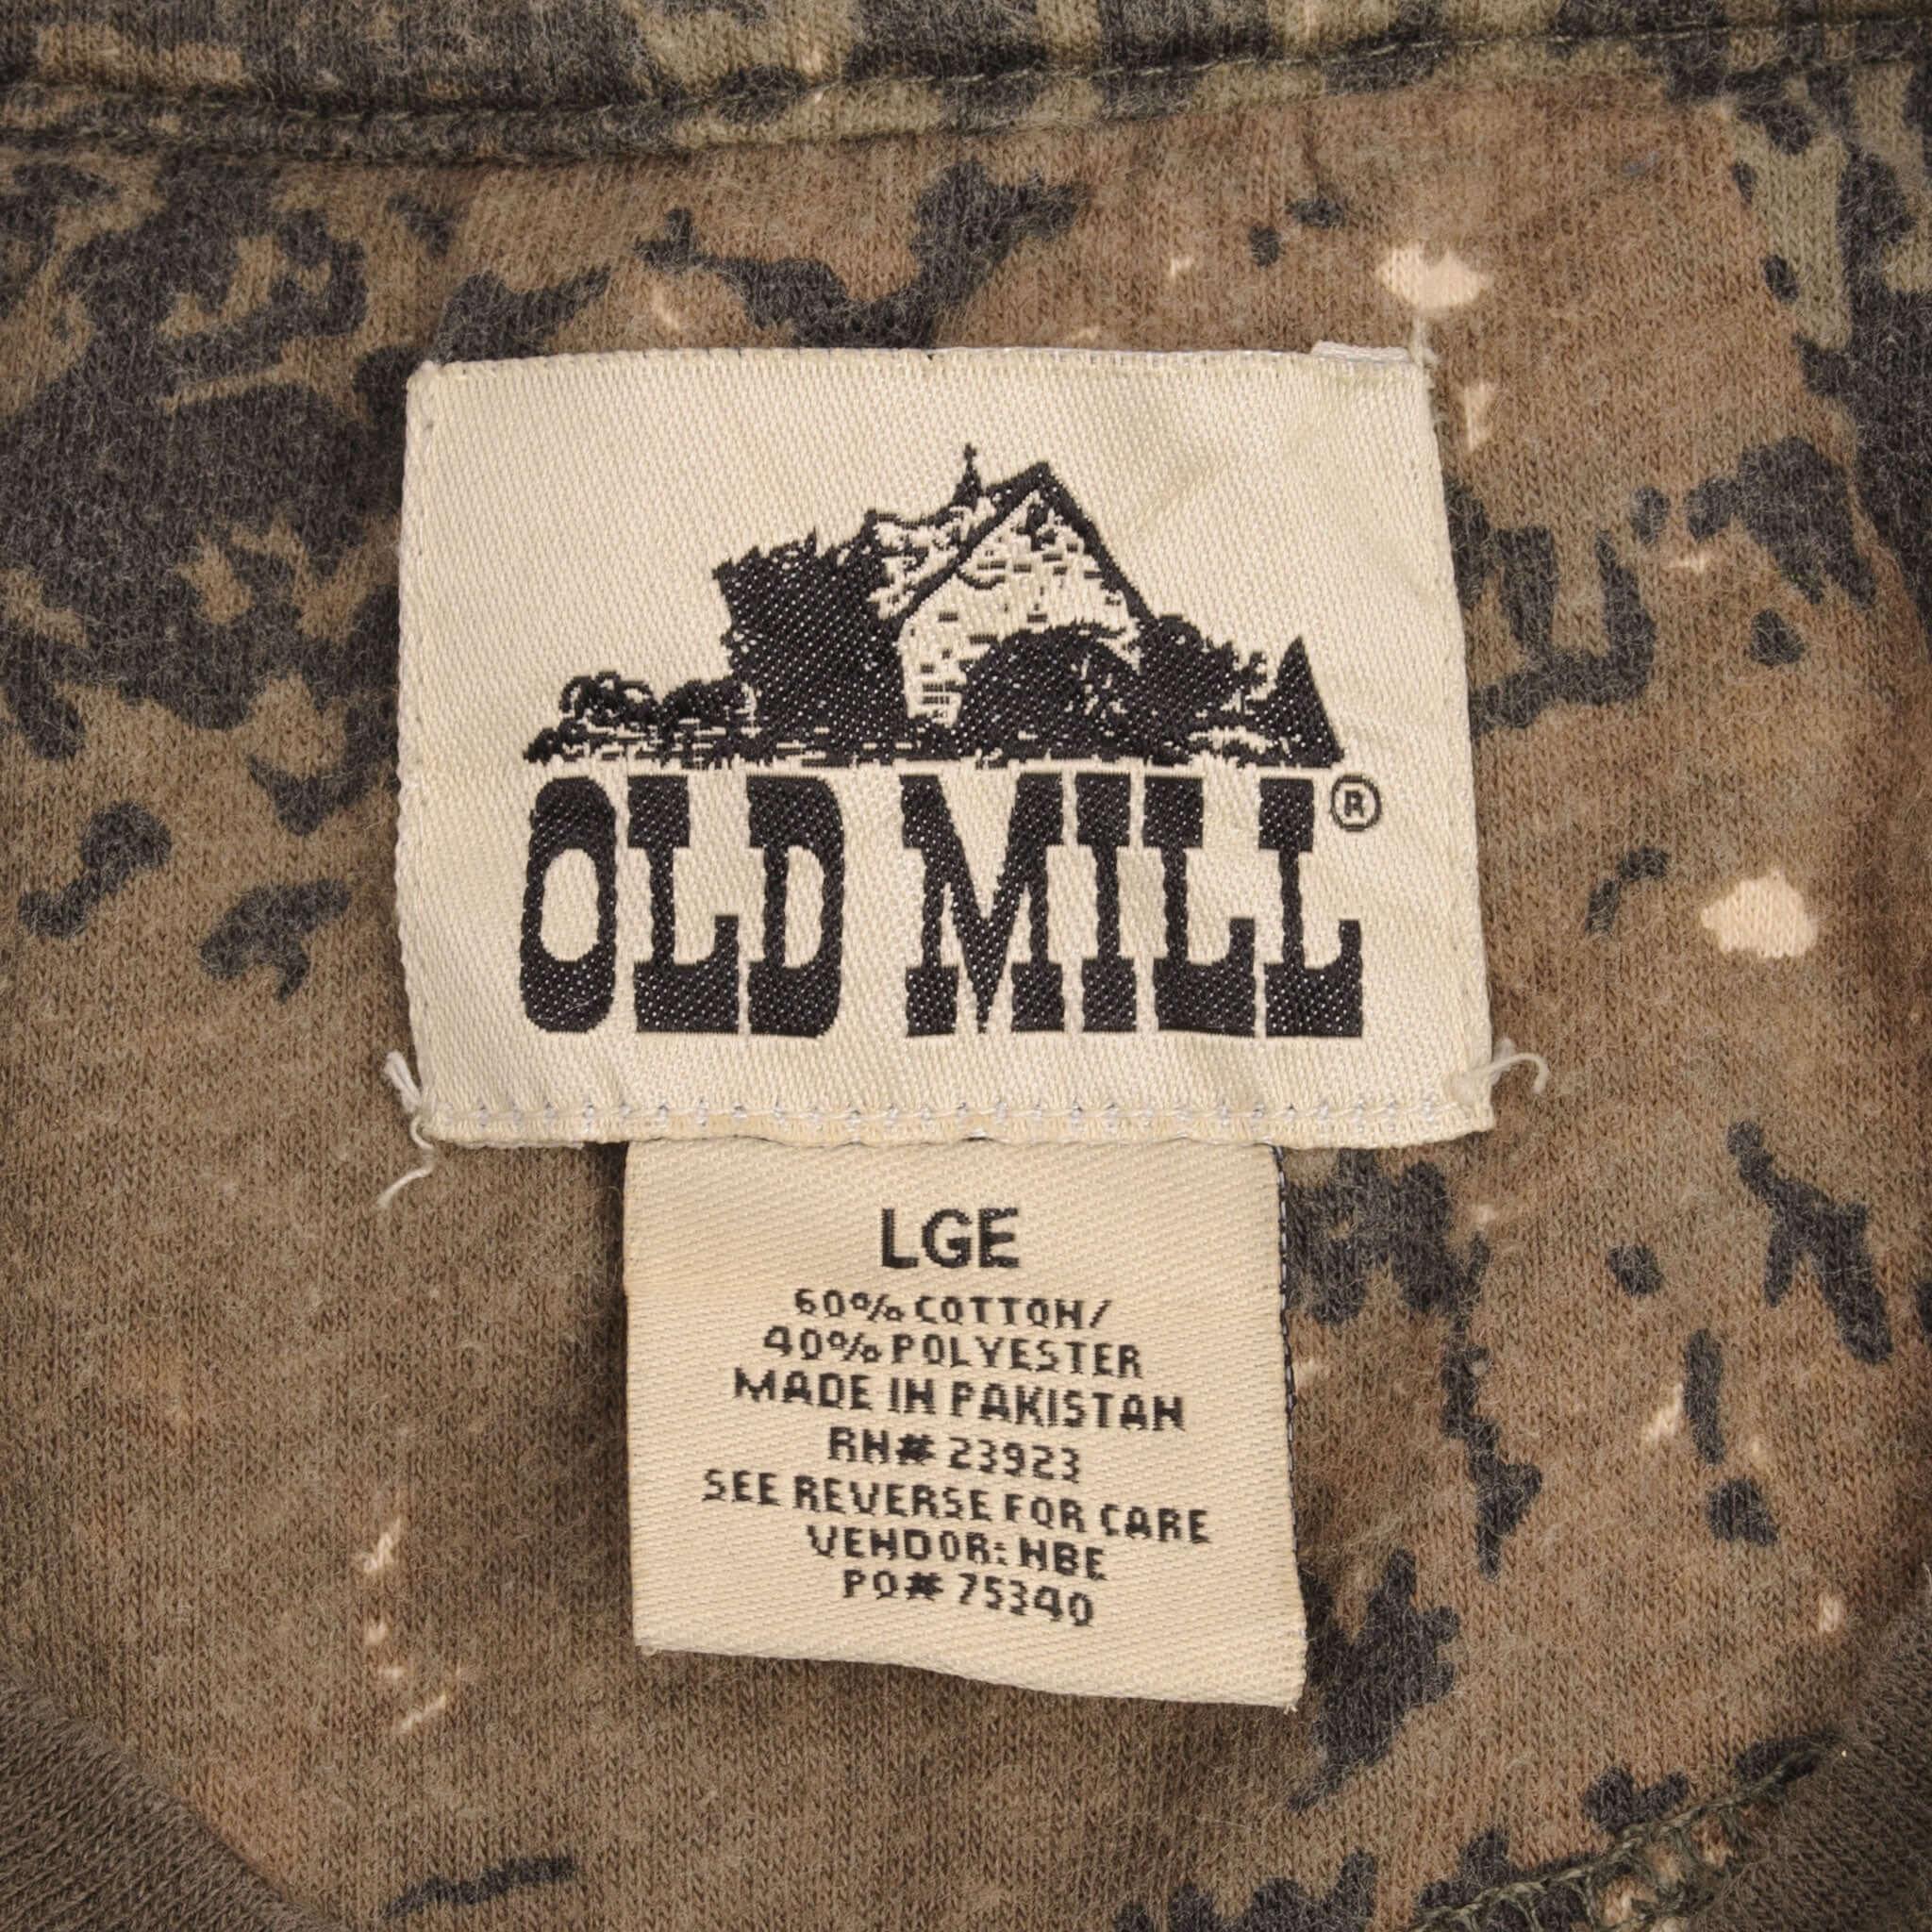 OLD MILL®
LGE
60% COTTON/
40% POLYESTER
MADE IN PAKISTAN
RN# 23923
SEE REVERSE FOR CARE
VENDOR: NBE
PO# 75340